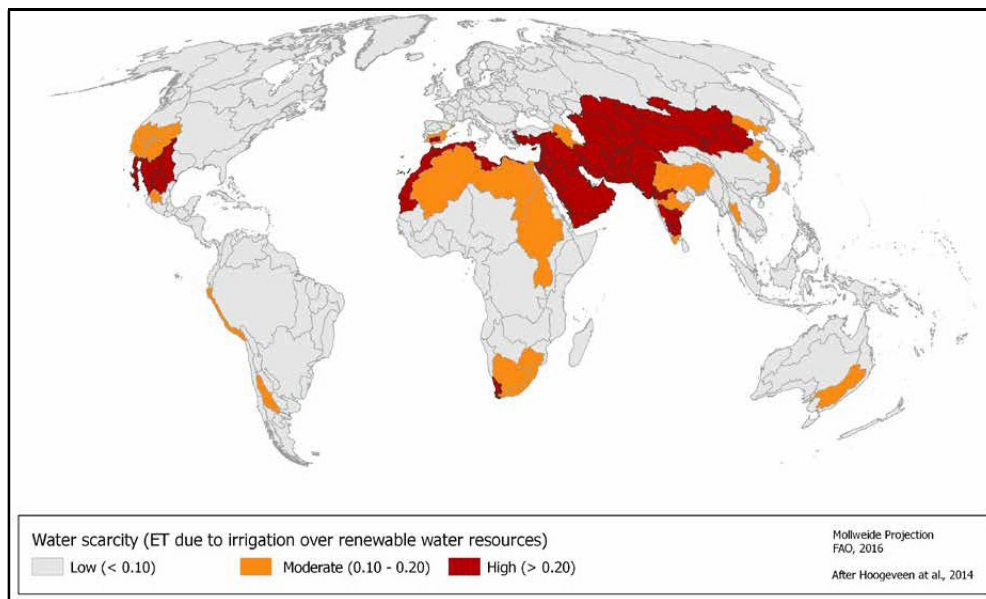 Water scarcity (ET due to irrigation over renewable water resources)
Low (< 0.10)
Moderate (0.10 - 0.20)
High (> 0.20)
Mollweide Projection
FAO, 2016
After Hoogeveen at al., 2014